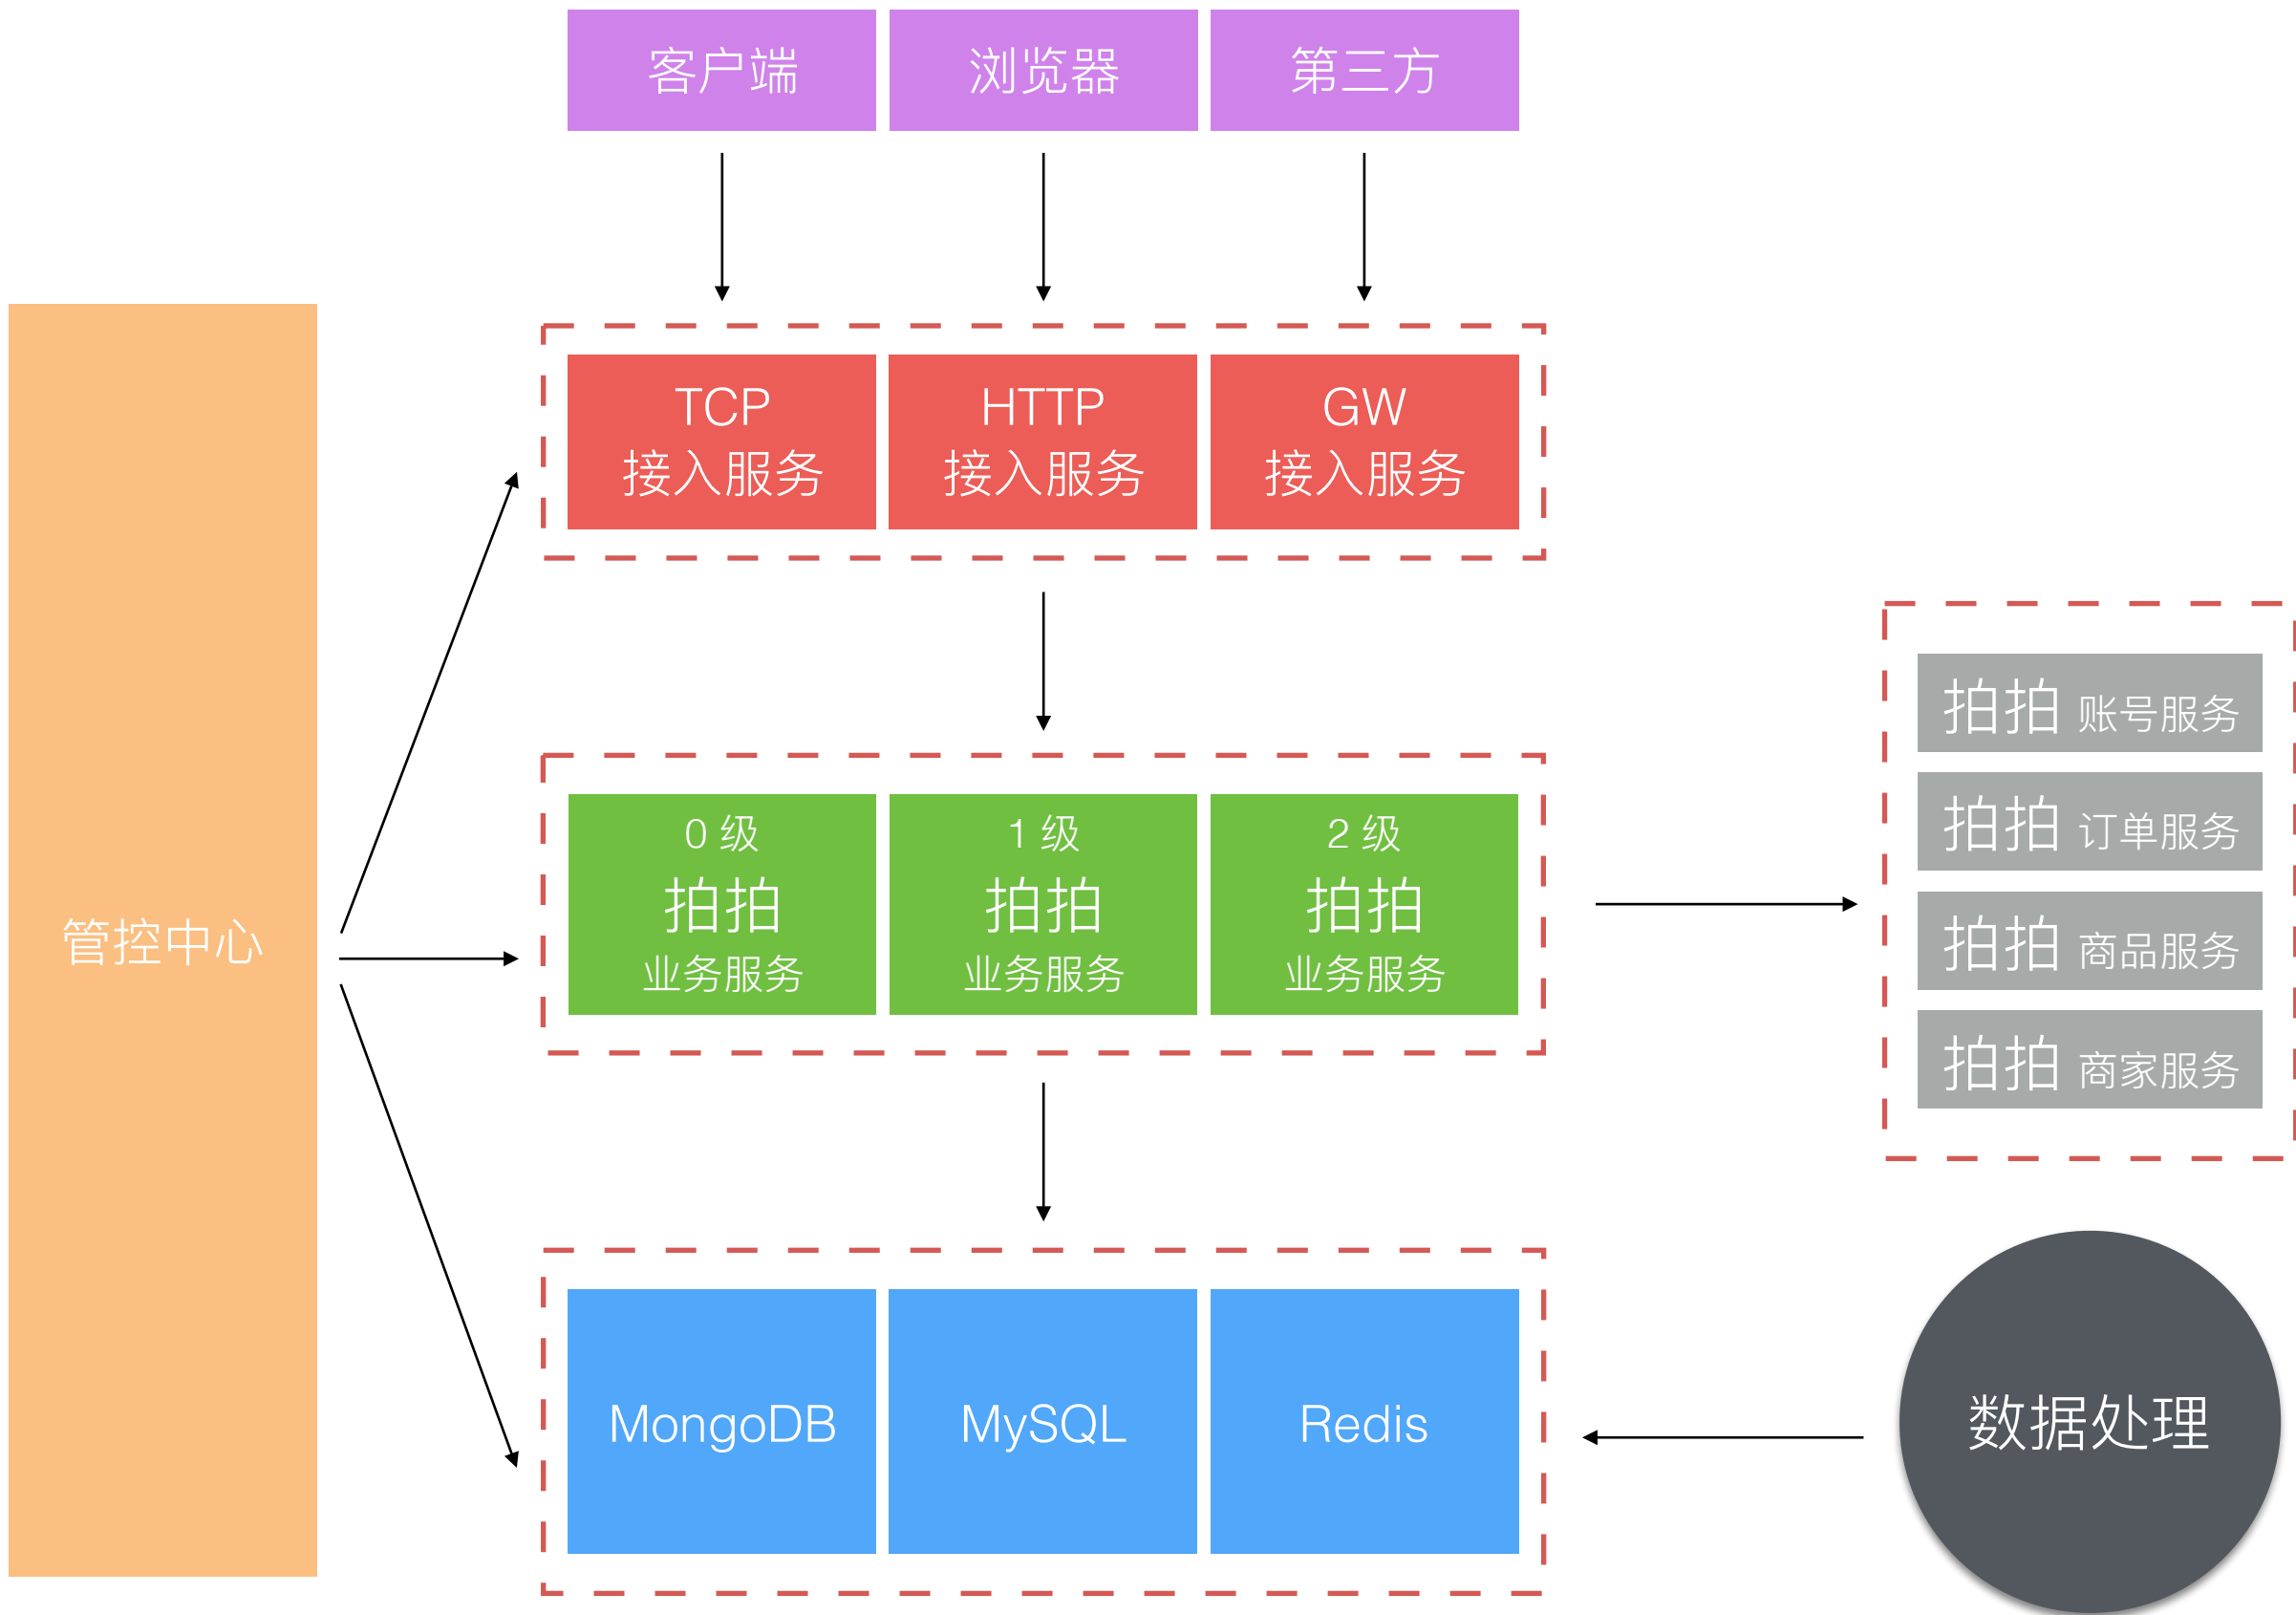 客户端
浏览器
第三方
TCP
接入服务
HTTP
接入服务
GW
接入服务
管控中心
0 级
拍拍
业务服务
1 级
拍拍
业务服务
2 级
拍拍
业务服务
拍拍 账号服务
拍拍 订单服务
拍拍 商品服务
拍拍 商家服务
MongoDB
MySQL
Redis
数据处理